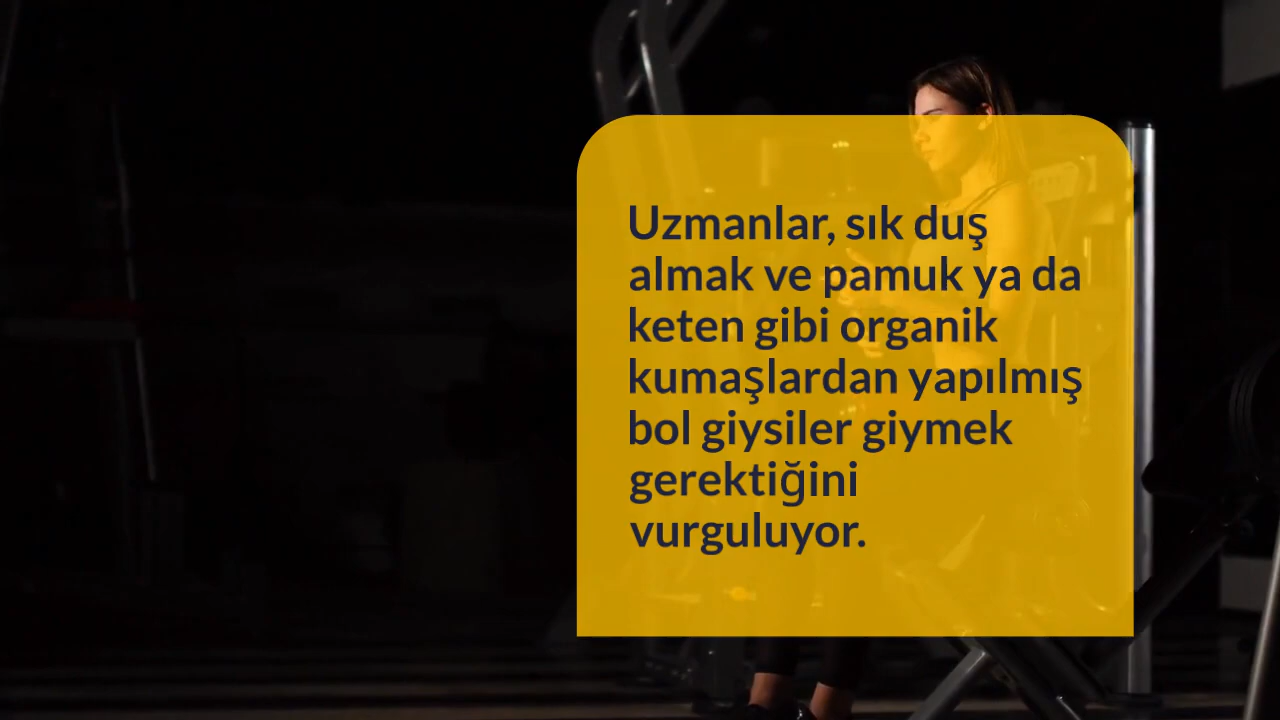 Uzmanlar, sık duş
almak ve pamuk ya da
keten gibi organik
kumaşlardan yapılmış
bol giysiler giymek
gerektiğini
vurguluyor.